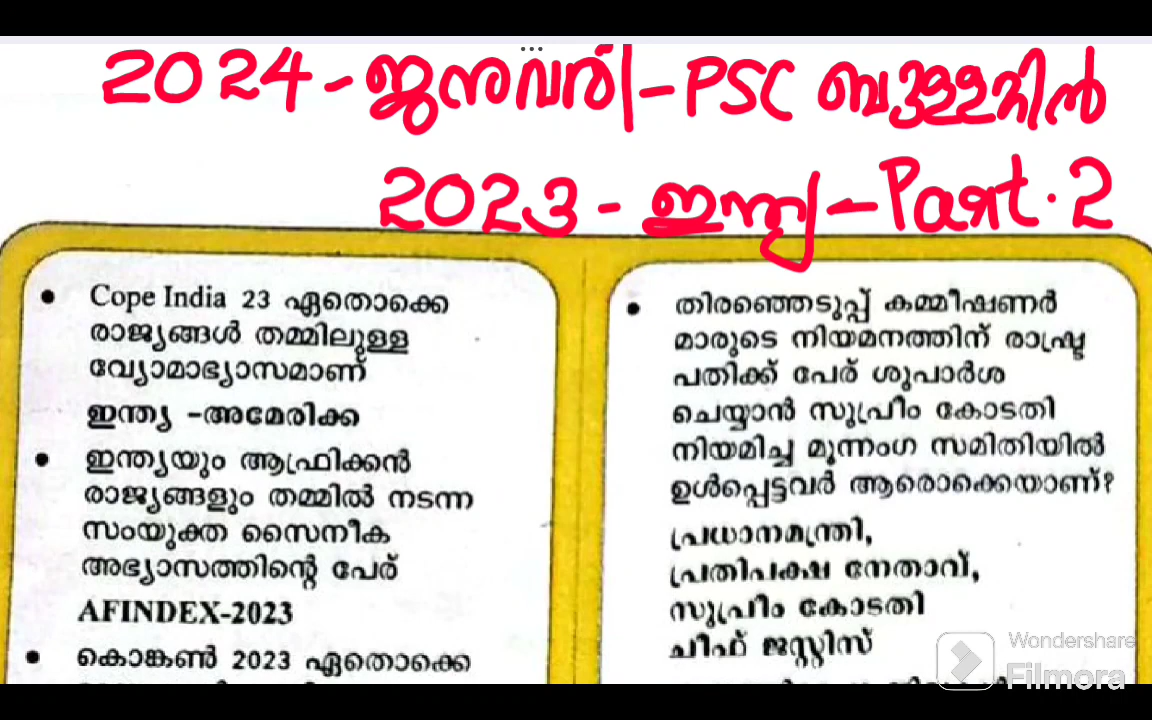 2024 - ജനുവരി - PSC ബുള്ളറ്റിൻ
2023 - ഇന്ത്യ - Part. 2
• Cope India 23 ഏതൊക്കെ
രാജ്യങ്ങൾ തമ്മിലുള്ള
വ്യോമാഭ്യാസമാണ്
ഇന്ത്യ -അമേരിക്ക
• ഇന്ത്യയും ആഫ്രിക്കൻ
രാജ്യങ്ങളും തമ്മിൽ നടന്ന
സംയുക്ത സൈനീക
അഭ്യാസത്തിന്റെ പേര്
AFINDEX-2023
• കൊങ്കൺ 2023 ഏതൊക്കെ
• തിരഞ്ഞെടുപ്പ് കമ്മീഷണർ
മാരുടെ നിയമനത്തിന് രാഷ്ട്ര
പതിക്ക് പേര് ശുപാർശ
ചെയ്യാൻ സുപ്രീം കോടതി
നിയമിച്ച മൂന്നംഗ സമിതിയിൽ
ഉൾപ്പെട്ടവർ ആരൊക്കെയാണ്?
പ്രധാനമന്ത്രി,
പ്രതിപക്ഷ നേതാവ്,
സുപ്രീം കോടതി
ചീഫ് ജസ്റ്റിസ്
Wondershare
Filmora